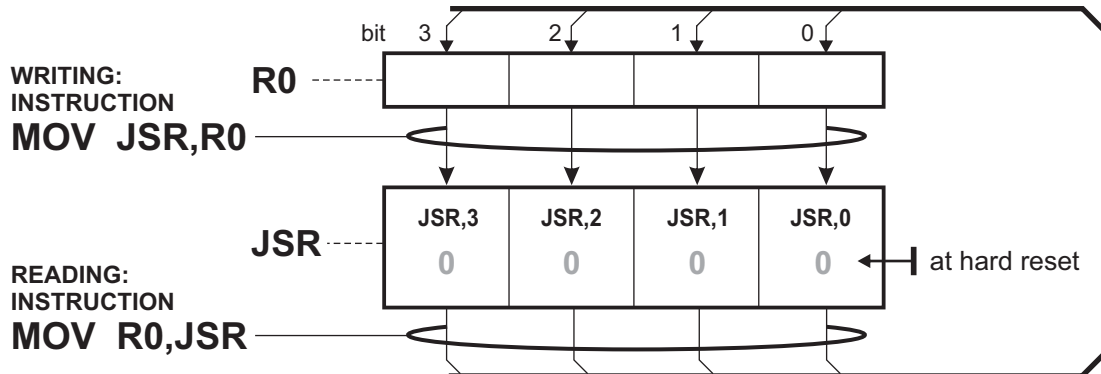 bit 3 2 1 0
WRITING:
INSTRUCTION
MOV JSR,R0
R0
JSR
JSR,3 JSR,2 JSR,1 JSR,0
0 0 0 0
at hard reset
READING:
INSTRUCTION
MOV R0,JSR